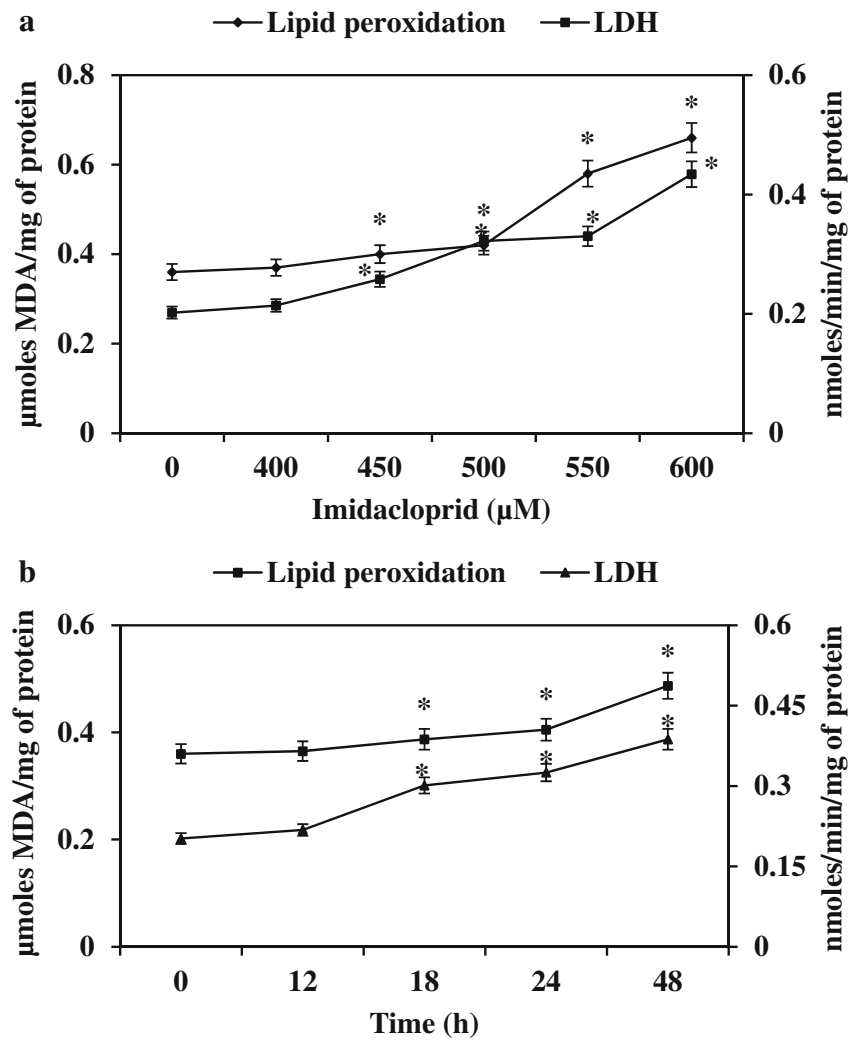 a
Lipid peroxidation LDH
0.8 0.6
0.6
0.4
0.4
0.2
0.2
0 0
µmoles MDA/mg of protein
nmoles/min/mg of protein
* * * * *
* * * * *
0 400 450 500 550 600
Imidacloprid (µM)
b
Lipid peroxidation LDH
0.6 0.6
0.45
0.4
0.3
0.2
0.15
0 0
µmoles MDA/mg of protein
nmoles/min/mg of protein
* * *
* * *
0 12 18 24 48
Time (h)